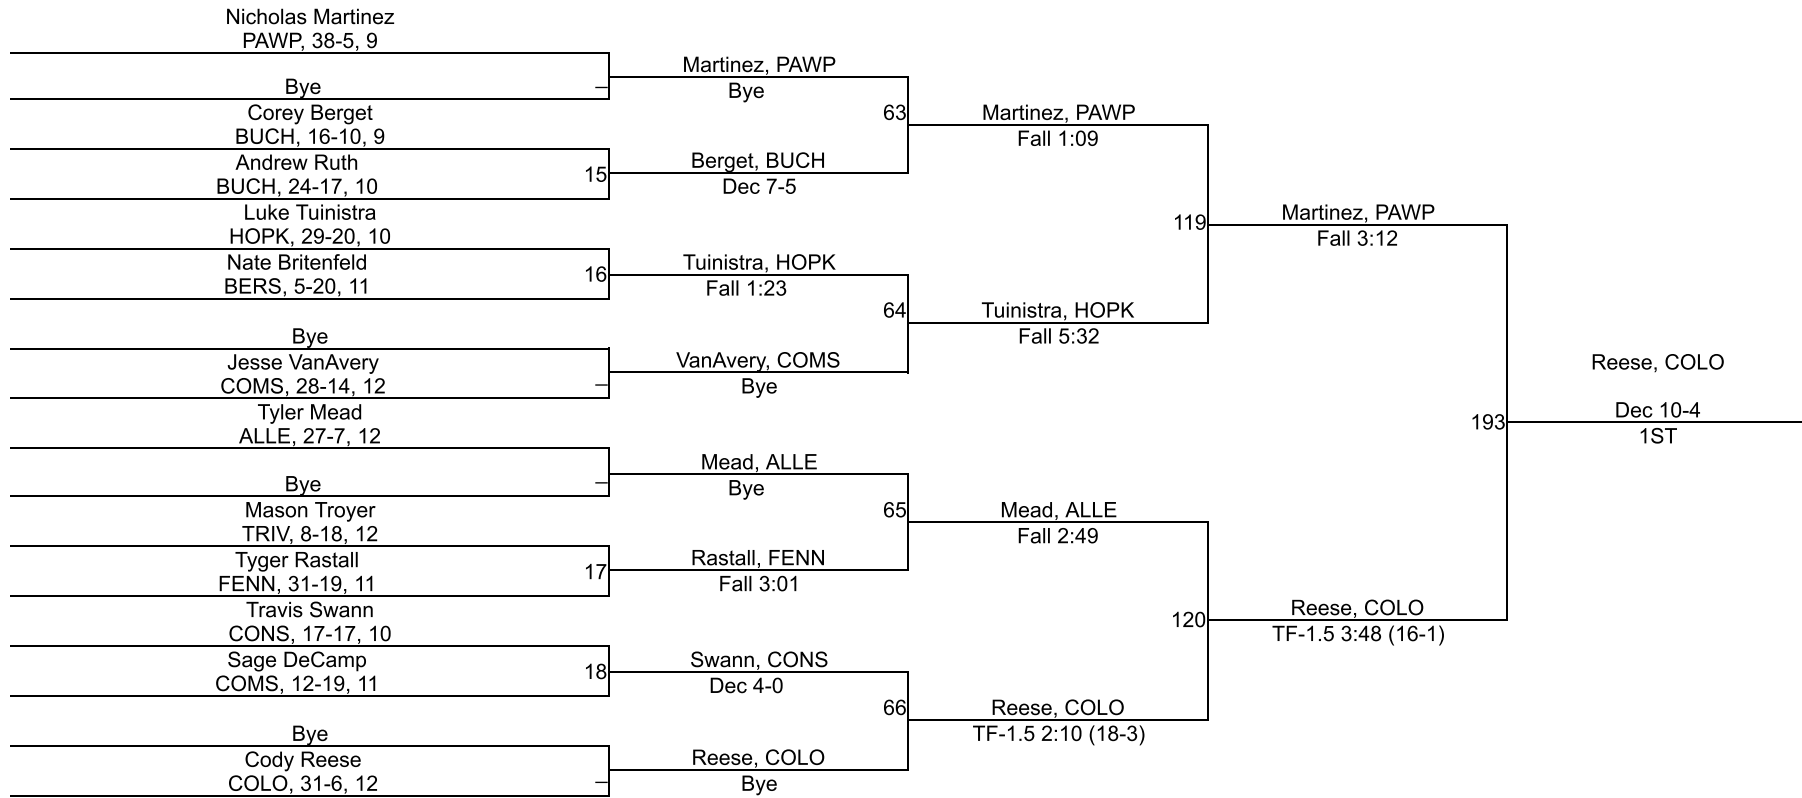 Nicholas Martinez
PAWP, 38-5, 9
Bye
Corey Berget
BUCH, 16-10, 9
Andrew Ruth
BUCH, 24-17, 10
Luke Tuinistra
HOPK, 29-20, 10
Nate Britenfeld
BERS, 5-20, 11
Bye
Jesse VanAvery
COMS, 28-14, 12
Tyler Mead
ALLE, 27-7, 12
Bye
Mason Troyer
TRIV, 8-18, 12
Tyger Rastall
FENN, 31-19, 11
Travis Swann
CONS, 17-17, 10
Sage DeCamp
COMS, 12-19, 11
Bye
Cody Reese
COLO, 31-6, 12
–
15
16
–
–
17
18
–
Martinez, PAWP
Bye
Berget, BUCH
Dec 7-5
Tuinistra, HOPK
Fall 1:23
VanAvery, COMS
Bye
Mead, ALLE
Bye
Rastall, FENN
Fall 3:01
Swann, CONS
Dec 4-0
Reese, COLO
Bye
63
64
65
66
Martinez, PAWP
Fall 1:09
Tuinistra, HOPK
Fall 5:32
Mead, ALLE
Fall 2:49
Reese, COLO
TF-1.5 2:10 (18-3)
119
120
Martinez, PAWP
Fall 3:12
Reese, COLO
TF-1.5 3:48 (16-1)
193
Reese, COLO
Dec 10-4
1ST